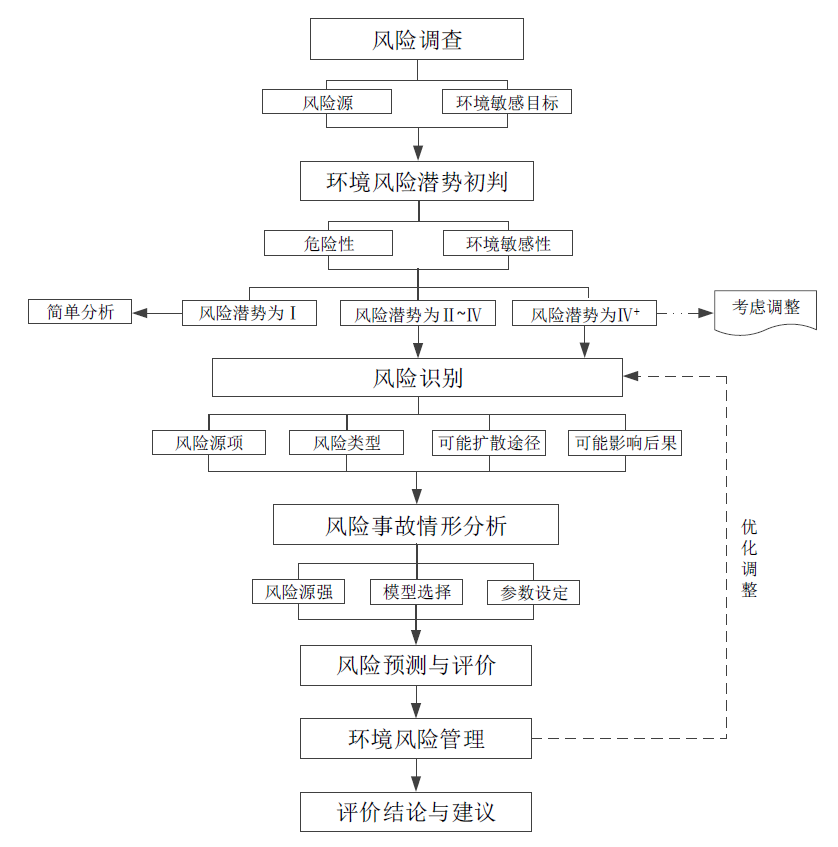 风险调查
风险源
环境敏感目标
环境风险潜势初判
危险性
环境敏感性
简单分析
风险潜势为Ⅰ
风险潜势为Ⅱ~Ⅳ
风险潜势为Ⅳ+
考虑调整
风险识别
风险源项
风险类型
可能扩散途径
可能影响后果
风险事故情形分析
优化调整
风险源强
模型选择
参数设定
风险预测与评价
环境风险管理
评价结论与建议